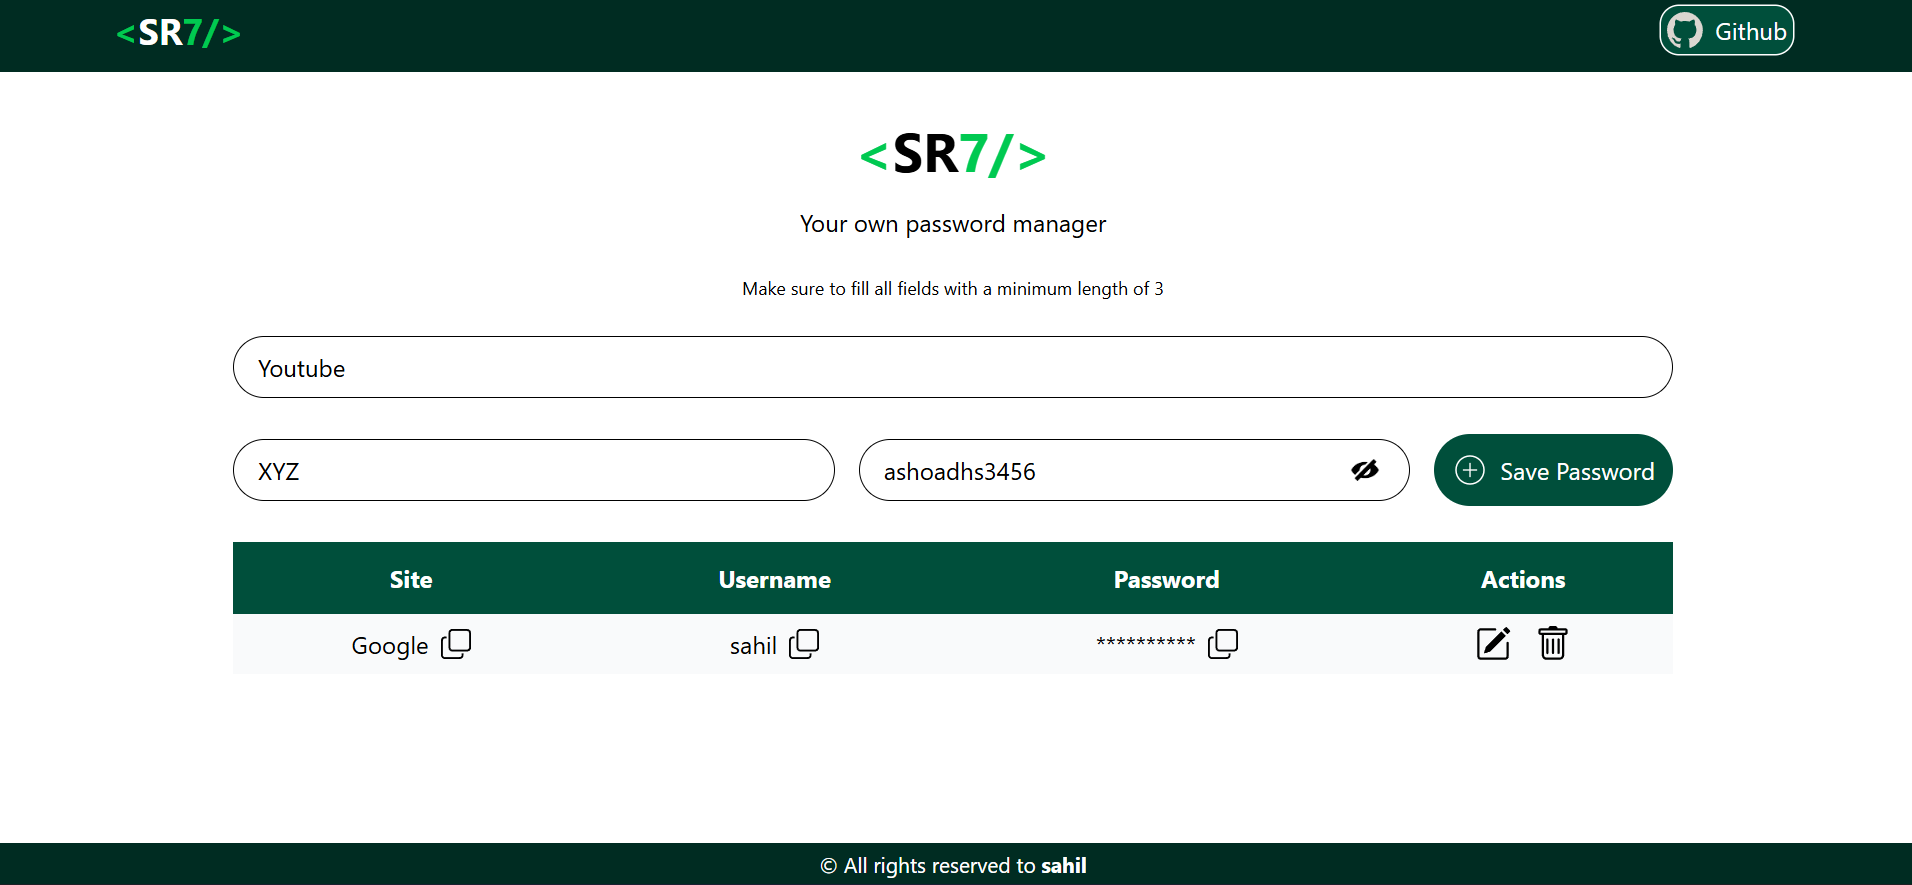 <SR7/>
Github
<SR7/>
Your own password manager
Make sure to fill all fields with a minimum length of 3
Youtube
XYZ
ashoadhs3456
Save Password
Site Username Password Actions
Google sahil **********
© All rights reserved to sahil